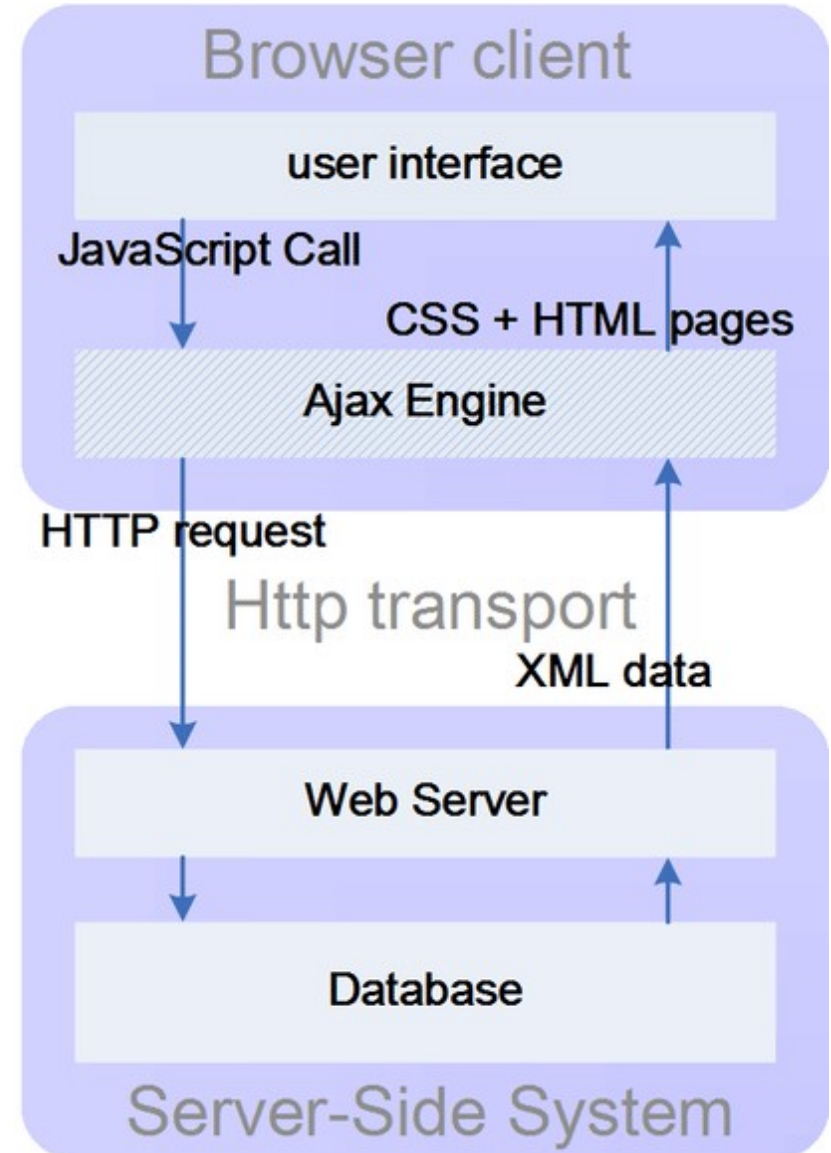 Browser client
user interface
JavaScript Call
CSS + HTML pages
Ajax Engine
HTTP request
Http transport
XML data
Web Server
Database
Server-Side System